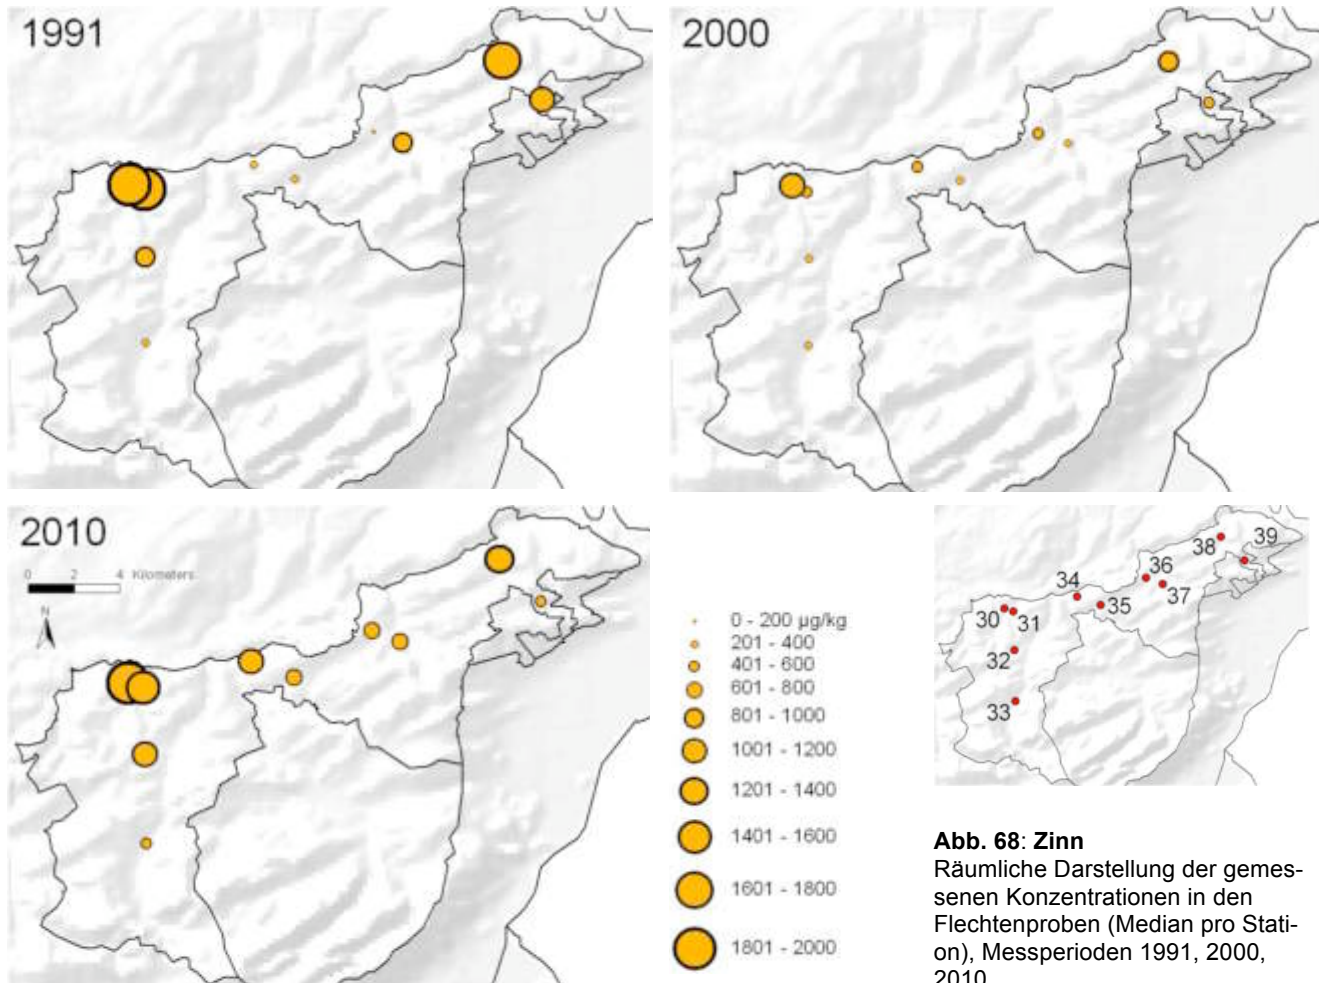 1991
2000
2010
0 2 4 Kilometers
N
0 - 200 µg/kg
201 - 400
401 - 600
601 - 800
801 - 1000
1001 - 1200
1201 - 1400
1401 - 1600
1601 - 1800
1801 - 2000
38
39
36
37
34
35
30
31
32
33
Abb. 68: Zinn
Räumliche Darstellung der gemes-
senen Konzentrationen in den
Flechtenproben (Median pro Stati-
on), Messperioden 1991, 2000,
2010